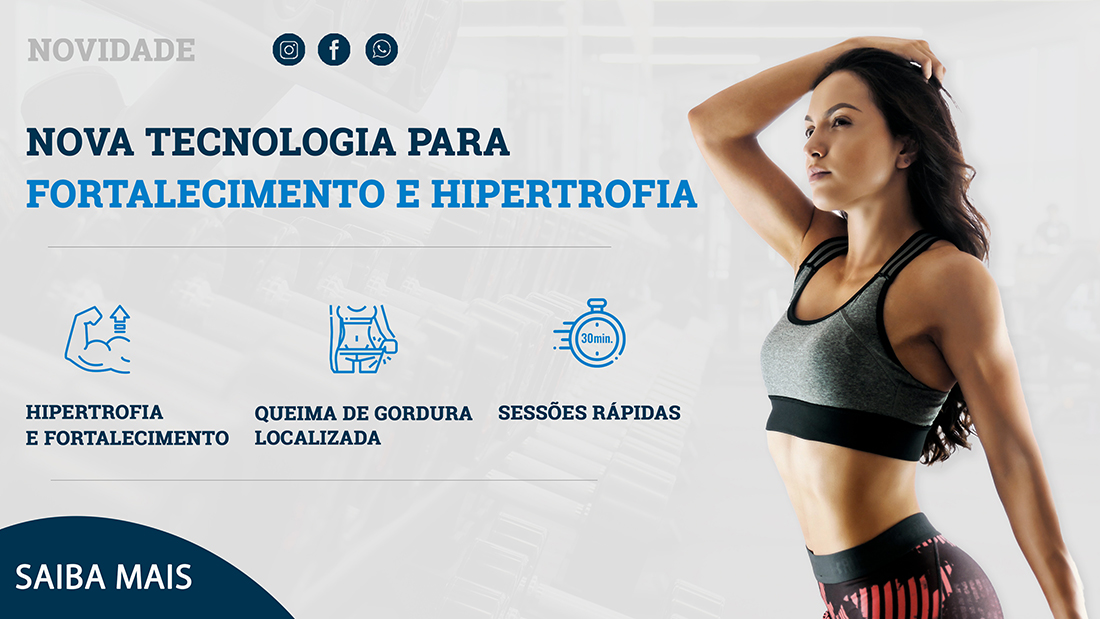 NOVIDADE
NOVA TECNOLOGIA PARA
FORTALECIMENTO E HIPERTROFIA
30min.
HIPERTROFIA
E FORTALECIMENTO
QUEIMA DE GORDURA
LOCALIZADA
SESSÕES RÁPIDAS
SAIBA MAIS